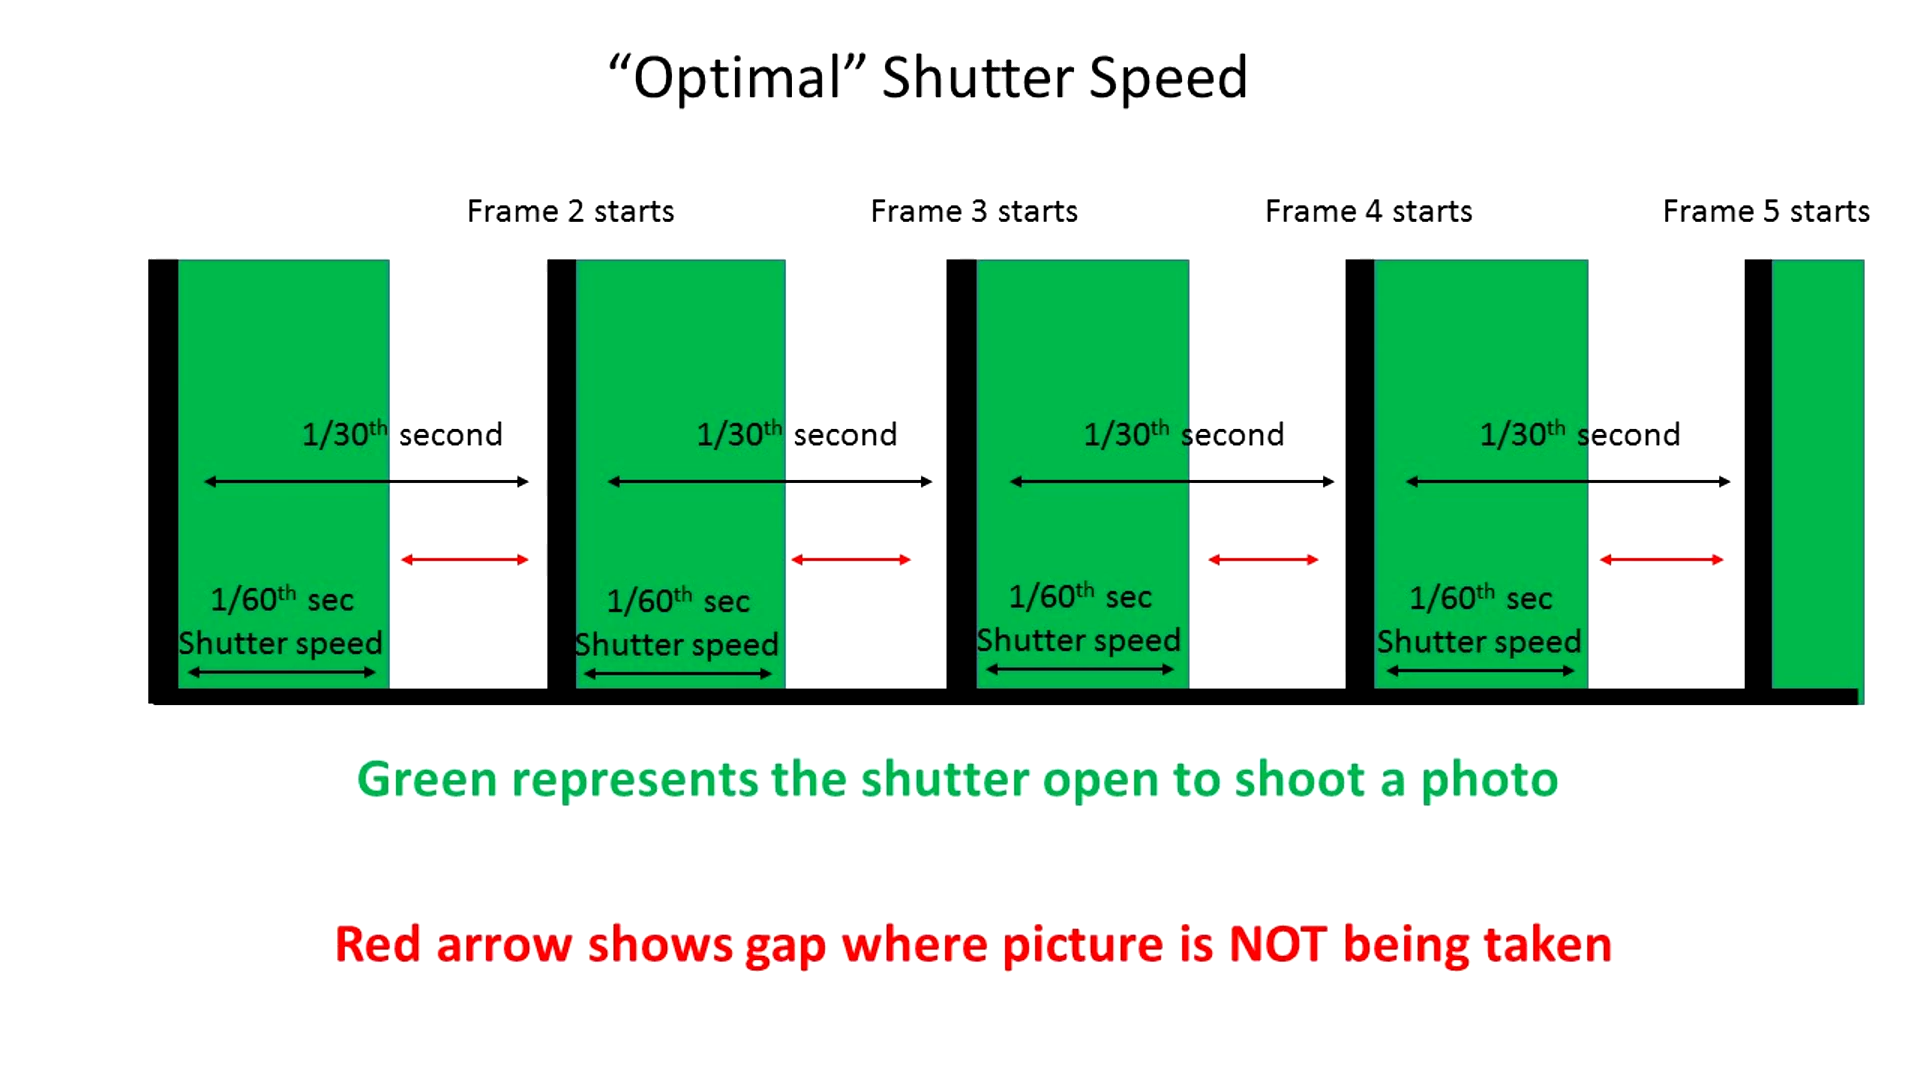 “Optimal” Shutter Speed
Frame 2 starts
Frame 3 starts
Frame 4 starts
Frame 5 starts
1/30th second
1/30th second
1/30th second
1/30th second
1/60th sec
Shutter speed
1/60th sec
Shutter speed
1/60th sec
Shutter speed
1/60th sec
Shutter speed
Green represents the shutter open to shoot a photo
Red arrow shows gap where picture is NOT being taken